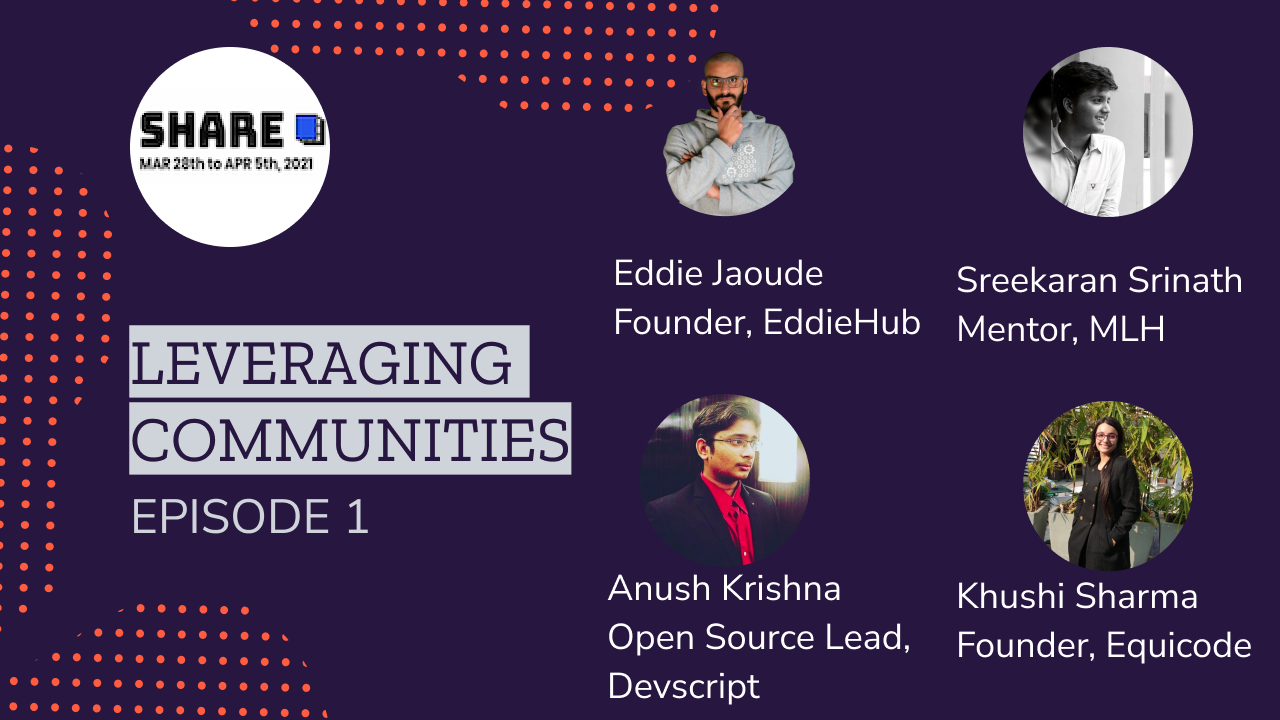 SHARE
MAR 28th to APR 5th, 2021
LEVERAGING
COMMUNITIES
EPISODE 1
Eddie Jaoude
Founder, EddieHub
Sreekaran Srinath
Mentor, MLH
Anush Krishna
Open Source Lead,
Devscript
Khushi Sharma
Founder, Equicode